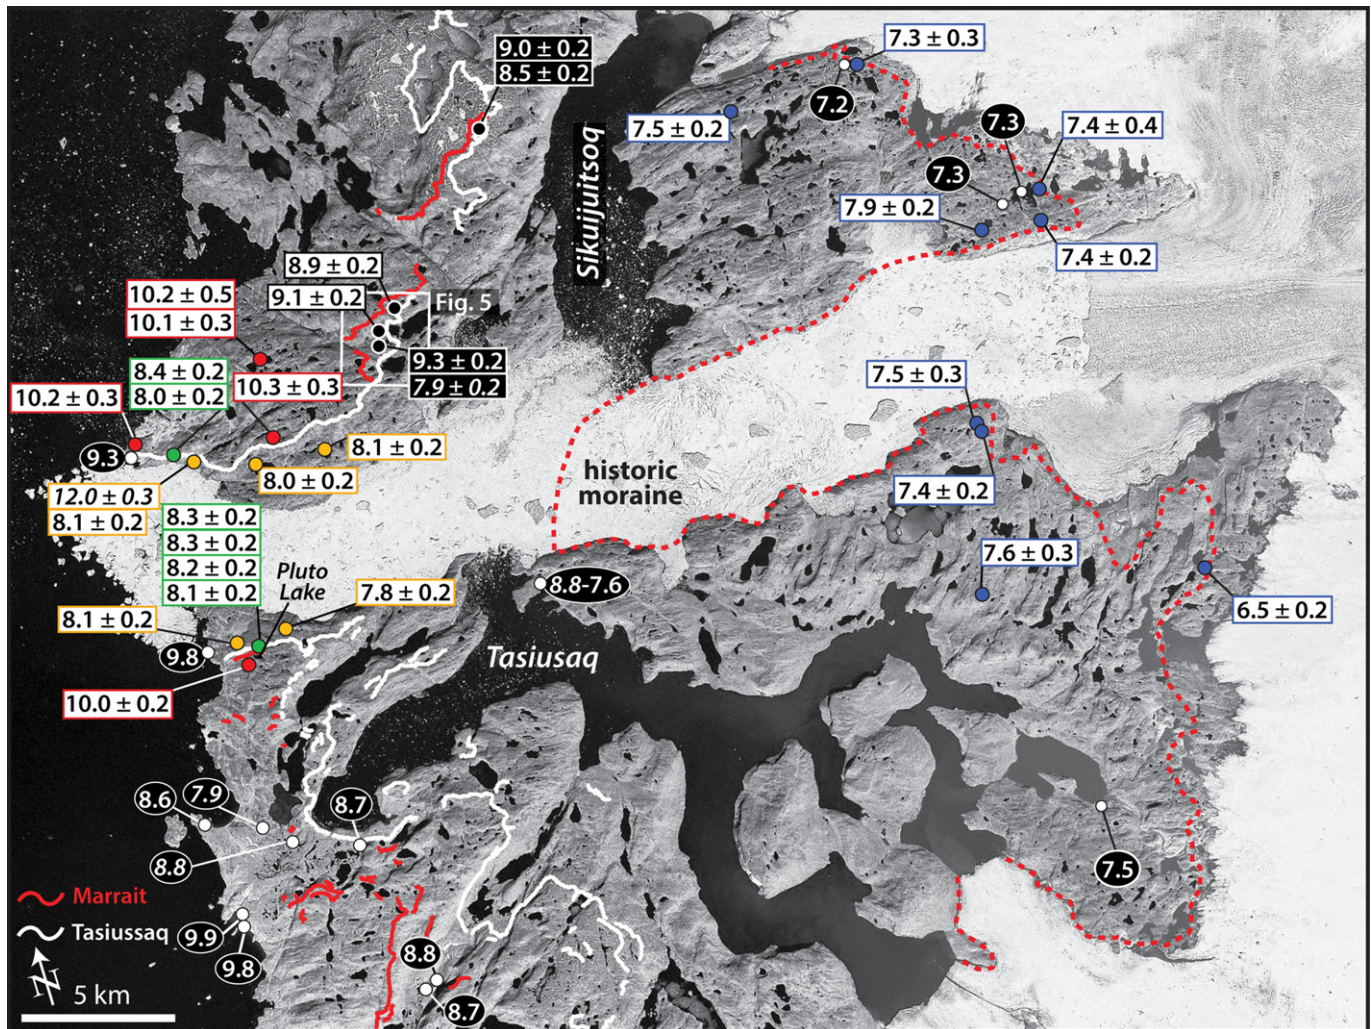 9.0 ± 0.2
8.5 ± 0.2
7.3 ± 0.3
7.2
7.5 ± 0.2
Sikuijuitsoq
7.3
7.4 ± 0.4
7.3
7.9 ± 0.2
7.4 ± 0.2
8.9 ± 0.2
9.1 ± 0.2
Fig. 5
10.2 ± 0.5
10.1 ± 0.3
9.3 ± 0.2
7.9 ± 0.2
8.4 ± 0.2
8.0 ± 0.2
10.3 ± 0.3
10.2 ± 0.3
7.5 ± 0.3
9.3
8.1 ± 0.2
8.0 ± 0.2
12.0 ± 0.3
8.1 ± 0.2
historic
moraine
7.4 ± 0.2
8.3 ± 0.2
8.3 ± 0.2
8.2 ± 0.2
8.1 ± 0.2
Pluto
Lake
8.8-7.6
7.6 ± 0.3
7.8 ± 0.2
6.5 ± 0.2
8.1 ± 0.2
9.8
Tasiusaq
10.0 ± 0.2
8.6
7.9
8.7
8.8
7.5
Marrait
Tasiussaq
9.9
9.8
8.8
8.7
N
5 km